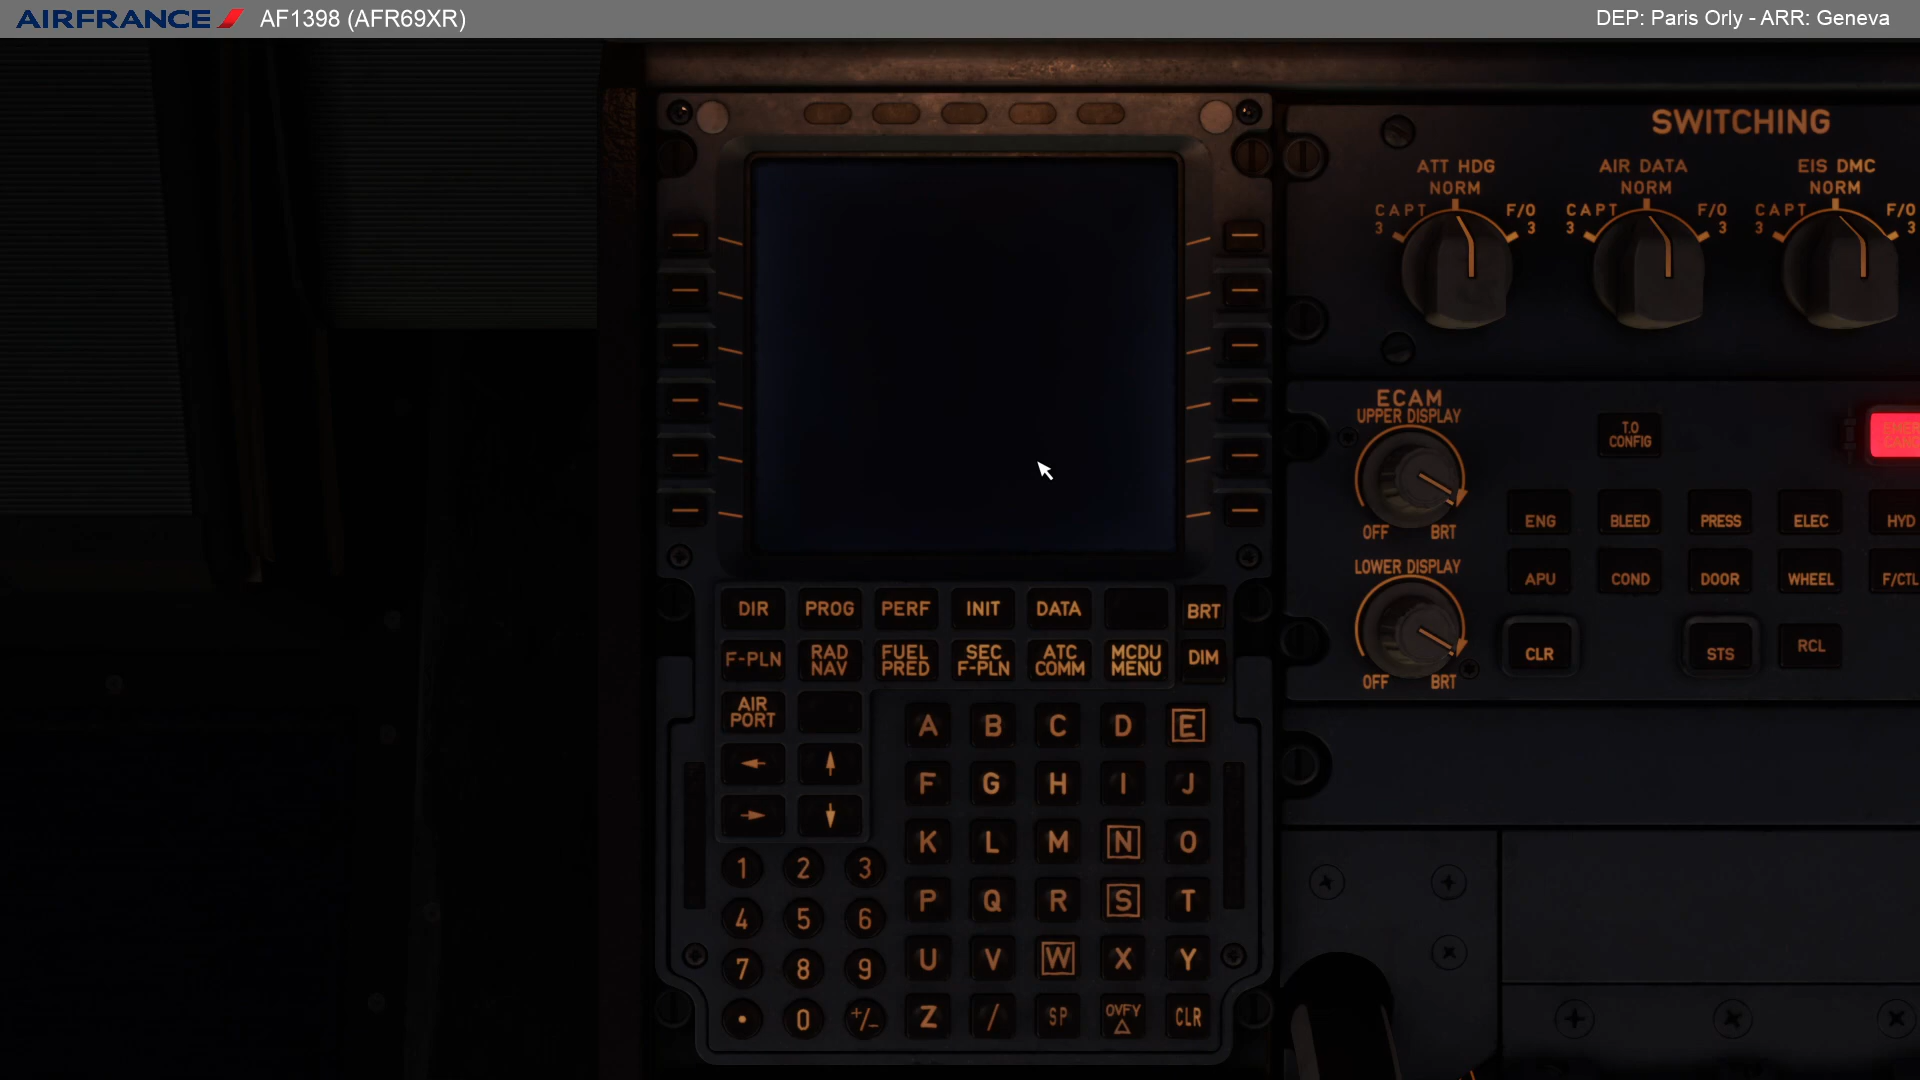 AIRFRANCE AF1398 (AFR69XR) DEP: Paris Orly - ARR: Geneva
SWITCHING
ATT HDG AIR DATA EIS DMC
NORM NORM NORM
CAPT F/O CAPT F/O CAPT F/O
3 3 3 3 3 3
ECAM
UPPER DISPLAY
OFF BRT
T.O
CONFIG
ENG BLEED PRESS ELEC HYD
APU COND DOOR WHEEL F/CTL
LOWER DISPLAY
OFF BRT
CLR STS RCL
DIR PROG PERF INIT DATA BRT
F-PLN RAD NAV FUEL PRED SEC F-PLN ATC COMM MCDU MENU DIM
AIR
PORT
A B C D E
F G H I J
K L M N O
P Q R S T
U V W X Y
Z / SP OVFY CLR
1 2 3
4 5 6
7 8 9
. 0 +/-